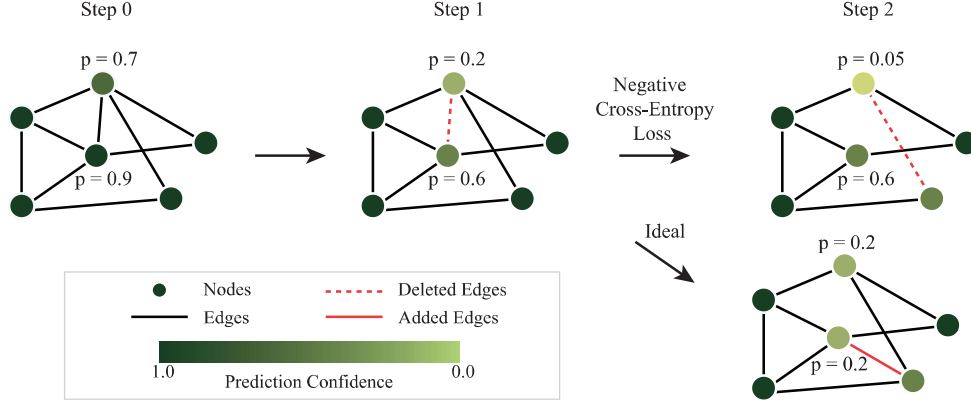 Step 0
Step 1
Step 2
p = 0.7
p = 0.9
p = 0.2
p = 0.6
Negative
Cross-Entropy
Loss
p = 0.05
p = 0.6
Ideal
p = 0.2
p = 0.2
Nodes
Deleted Edges
Edges
Added Edges
1.0
0.0
Prediction Confidence